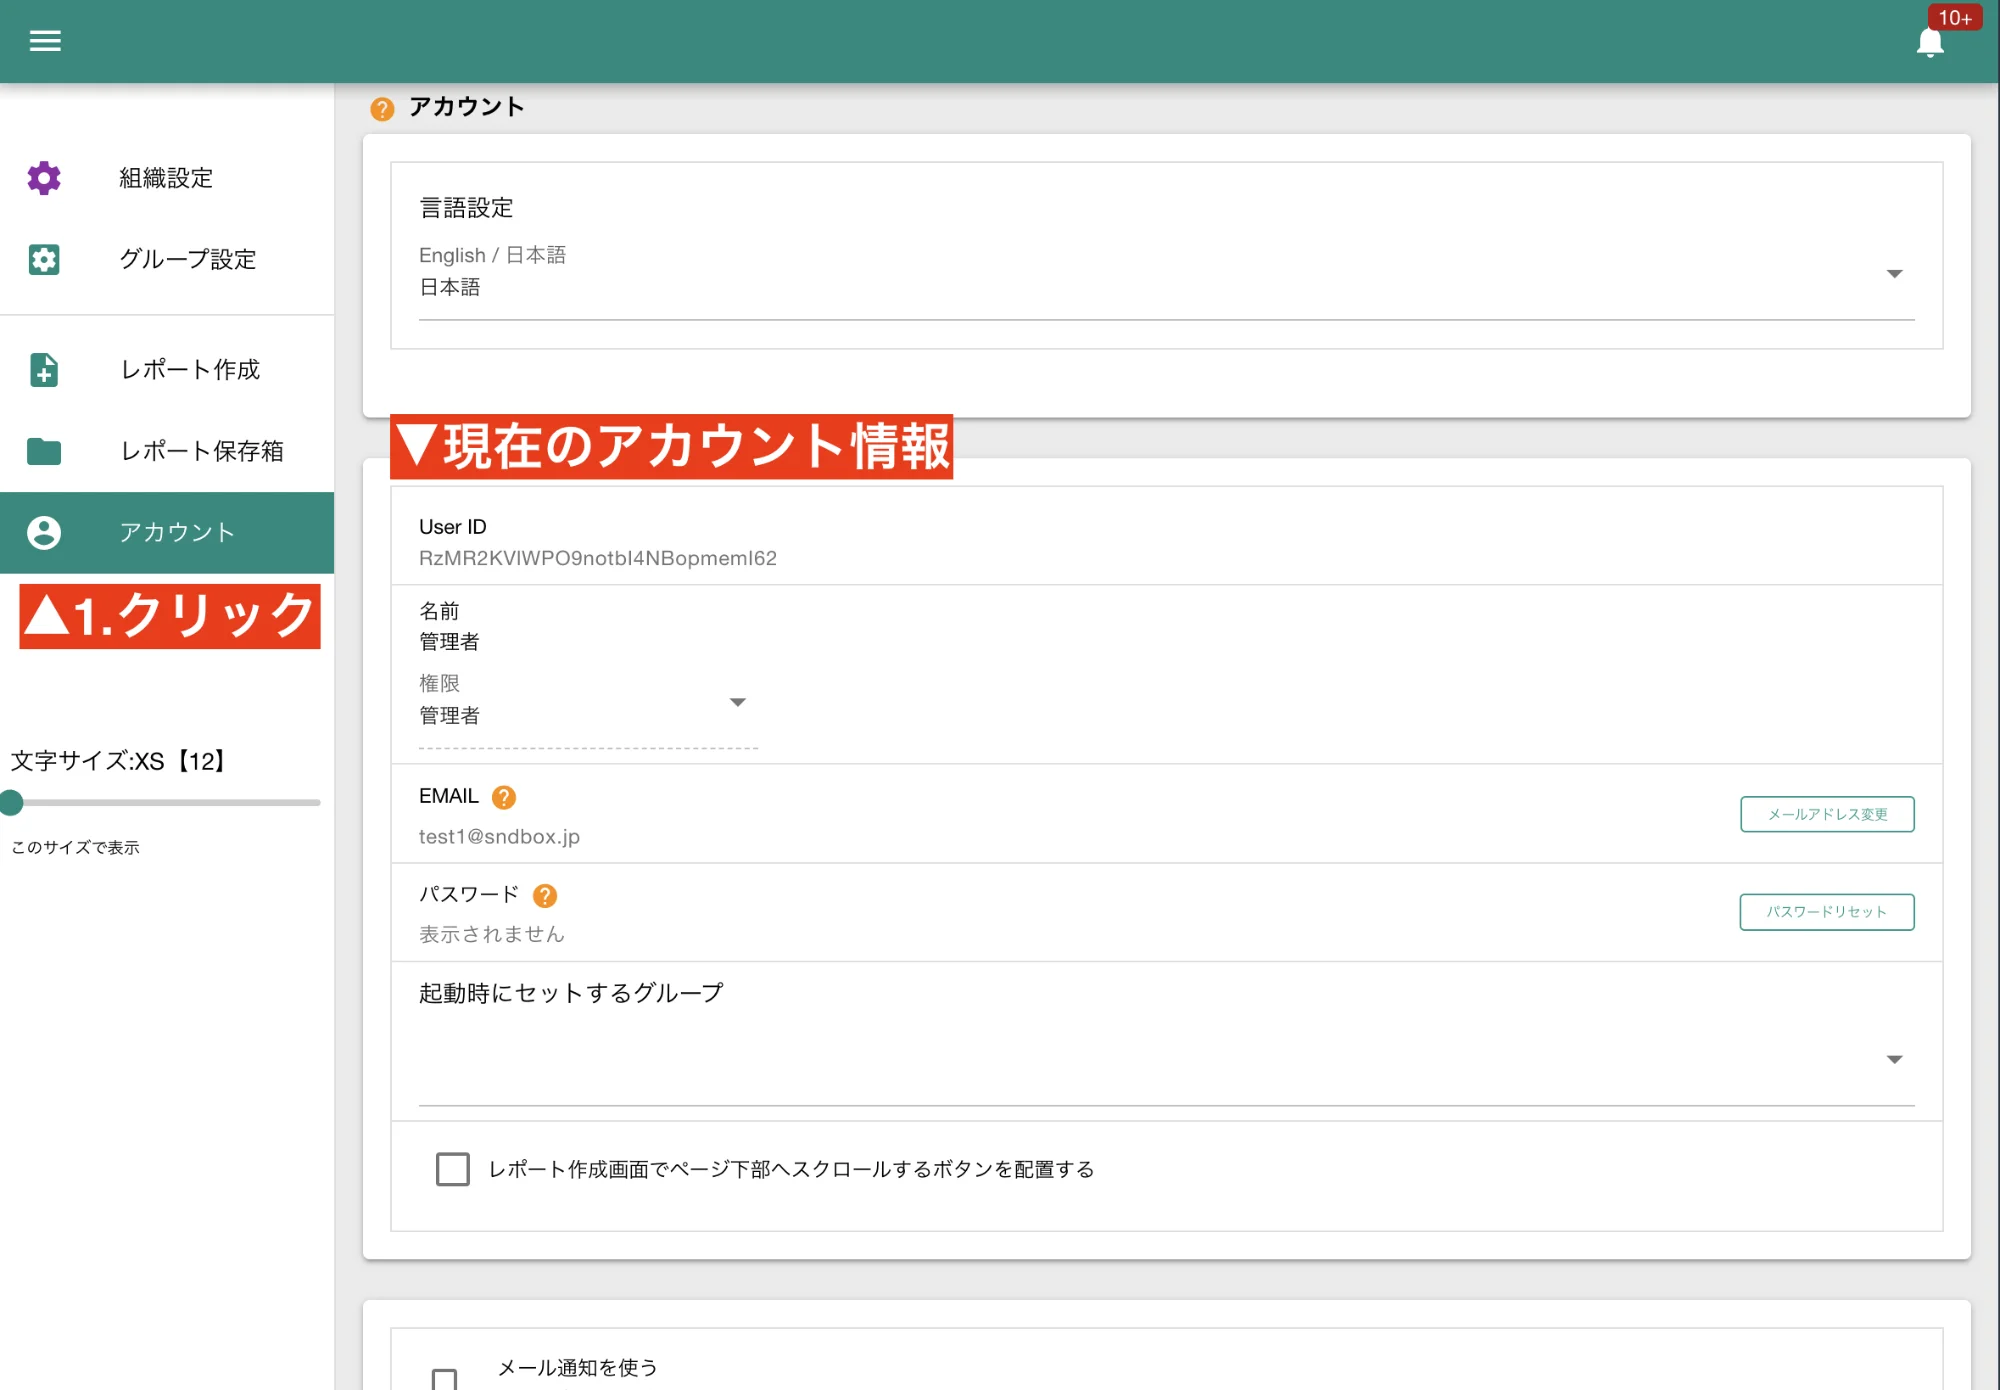 10+
組織設定
グループ設定
レポート作成
レポート保存箱
アカウント
▲1.クリック
文字サイズ:XS【12】
このサイズで表示
アカウント
言語設定
English / 日本語
日本語
▼現在のアカウント情報
User ID
RzMR2KVIWPO9notbI4NBopmemI62
名前
管理者
権限
管理者
EMAIL
test1@sndbox.jp
メールアドレス変更
パスワード
表示されません
パスワードリセット
起動時にセットするグループ
レポート作成画面でページ下部へスクロールするボタンを配置する
メール通知を使う